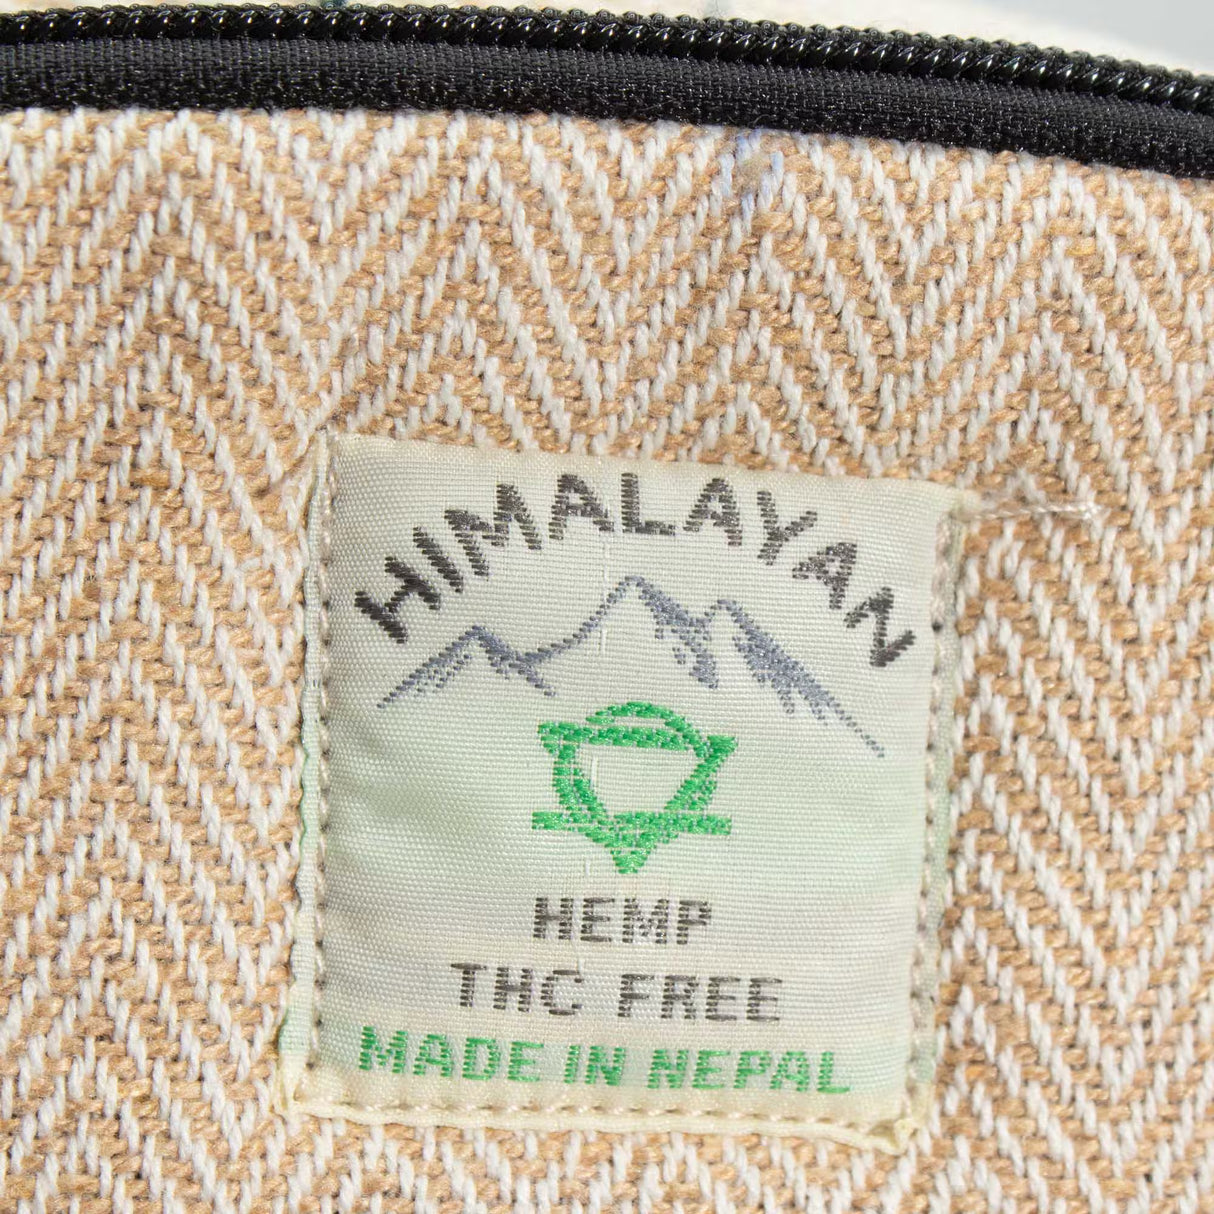 HIMALAYAN
HEMP
THC FREE
MADE IN NEPAL